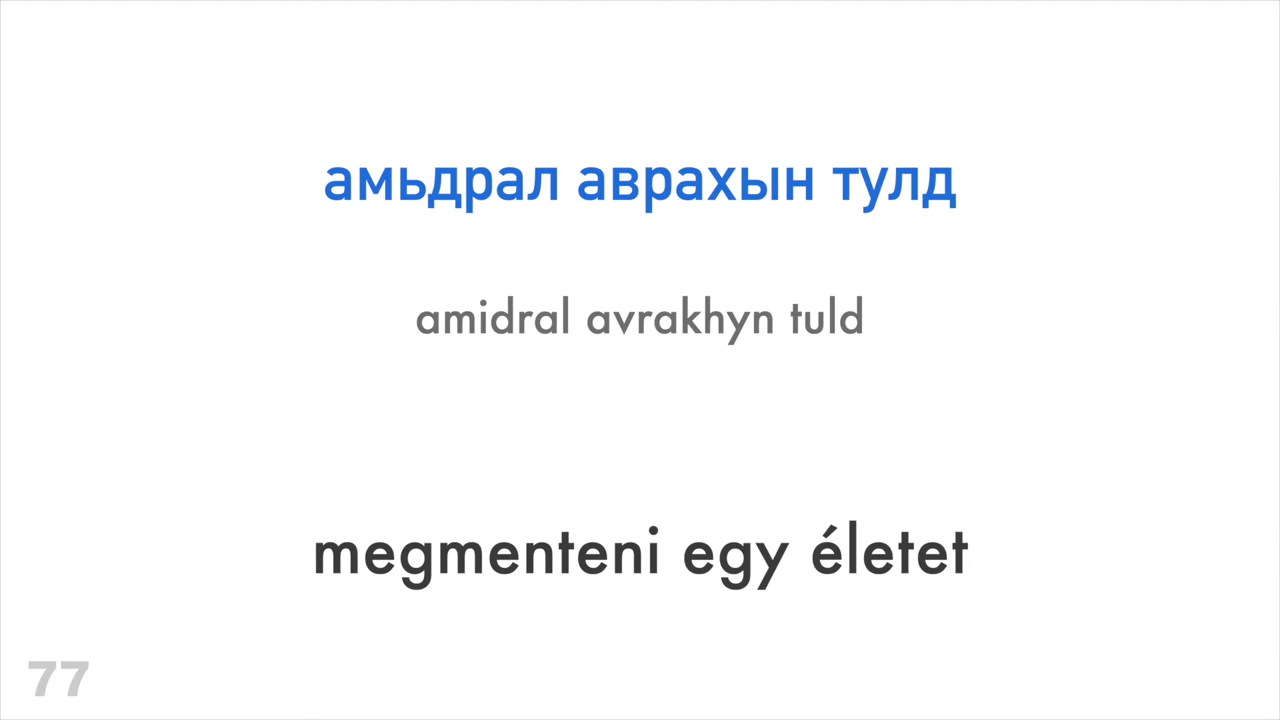 амьдрал аврахын тулд
amidral avrakhyn tuld
megmenteni egy életet
77